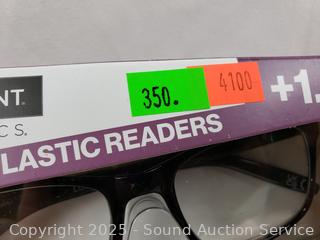 NT.
350.
4100
+1.
C S.
LASTIC READERS
Copyright 2025 - Sound Auction Service